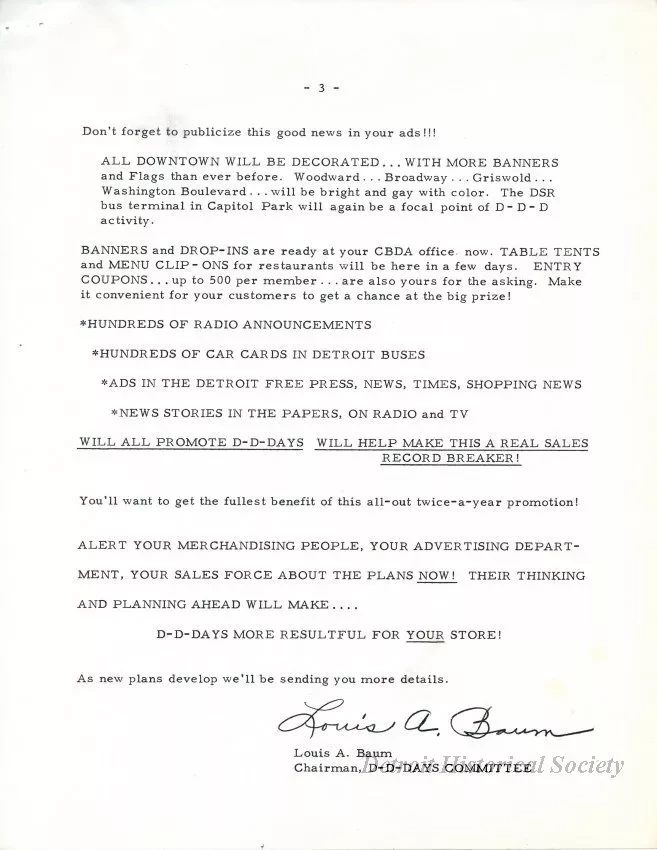 - 3 -
Don't forget to publicize this good news in your ads!!!
ALL DOWNTOWN WILL BE DECORATED... WITH MORE BANNERS
and Flags than ever before. Woodward... Broadway... Griswold...
Washington Boulevard...will be bright and gay with color. The DSR
bus terminal in Capitol Park will again be a focal point of D-D-D
activity.
BANNERS and DROP-INS are ready at your CBDA office now. TABLE TENTS
and MENU CLIP-ONS for restaurants will be here in a few days. ENTRY
COUPONS...up to 500 per member...are also yours for the asking. Make
it convenient for your customers to get a chance at the big prize!
*HUNDREDS OF RADIO ANNOUNCEMENTS
*HUNDREDS OF CAR CARDS IN DETROIT BUSES
*ADS IN THE DETROIT FREE PRESS, NEWS, TIMES, SHOPPING NEWS
*NEWS STORIES IN THE PAPERS, ON RADIO and TV
WILL ALL PROMOTE D-D-DAYS WILL HELP MAKE THIS A REAL SALES
RECORD BREAKER!
You'll want to get the fullest benefit of this all-out twice-a-year promotion!
ALERT YOUR MERCHANDISING PEOPLE, YOUR ADVERTISING DEPART-
MENT, YOUR SALES FORCE ABOUT THE PLANS NOW! THEIR THINKING
AND PLANNING AHEAD WILL MAKE....
D-D-DAYS MORE RESULTFUL FOR YOUR STORE!
As new plans develop we'll be sending you more details.
Louis A. Baum
Louis A. Baum
Chairman, D-D-DAYS COMMITTEE
Detroit Historical Society